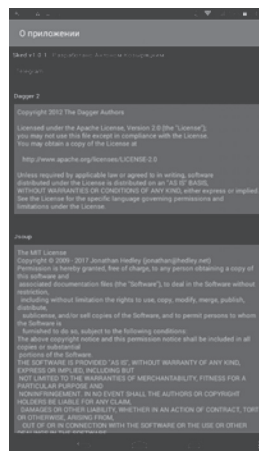 О приложении
Dagger 2
Copyright 2012 The Dagger Authors
Licensed under the Apache License, Version 2.0 (the "License");
you may not use this file except in compliance with the License.
You may obtain a copy of the License at
http://www.apache.org/licenses/LICENSE-2.0
Unless required by applicable law or agreed to in writing, software
distributed under the License is distributed on an "AS IS" BASIS,
WITHOUT WARRANTIES OR CONDITIONS OF ANY KIND, either express or implied
See the License for the specific language governing permissions and
limitations under the License.
Jsoup
The MIT License
Copyright © 2009 - 2017 Jonathan Hedley (jonathan@hedley.net)
Permission is hereby granted, free of charge, to any person obtaining a copy of
this software and
associated documentation files (the "Software"), to deal in the Software without
restriction,
including without limitation the rights to use, copy, modify, merge, publish,
distribute,
sublicense, and/or sell copies of the Software, and to permit persons to whom
the Software is
furnished to do so, subject to the following conditions:
The above copyright notice and this permission notice shall be included in all
copies or substantial
portions of the Software.
THE SOFTWARE IS PROVIDED "AS IS", WITHOUT WARRANTY OF ANY KIND,
EXPRESS OR IMPLIED, INCLUDING BUT
NOT LIMITED TO THE WARRANTIES OF MERCHANTABILITY, FITNESS FOR A
PARTICULAR PURPOSE AND
NONINFRINGEMENT. IN NO EVENT SHALL THE AUTHORS OR COPYRIGHT
HOLDERS BE LIABLE FOR ANY CLAIM,
DAMAGES OR OTHER LIABILITY, WHETHER IN AN ACTION OF CONTRACT, TORT
OR OTHERWISE, ARISING FROM,
OUT OF OR IN CONNECTION WITH THE SOFTWARE OR THE USE OR OTHER
DEALINGS IN THE SOFTWARE